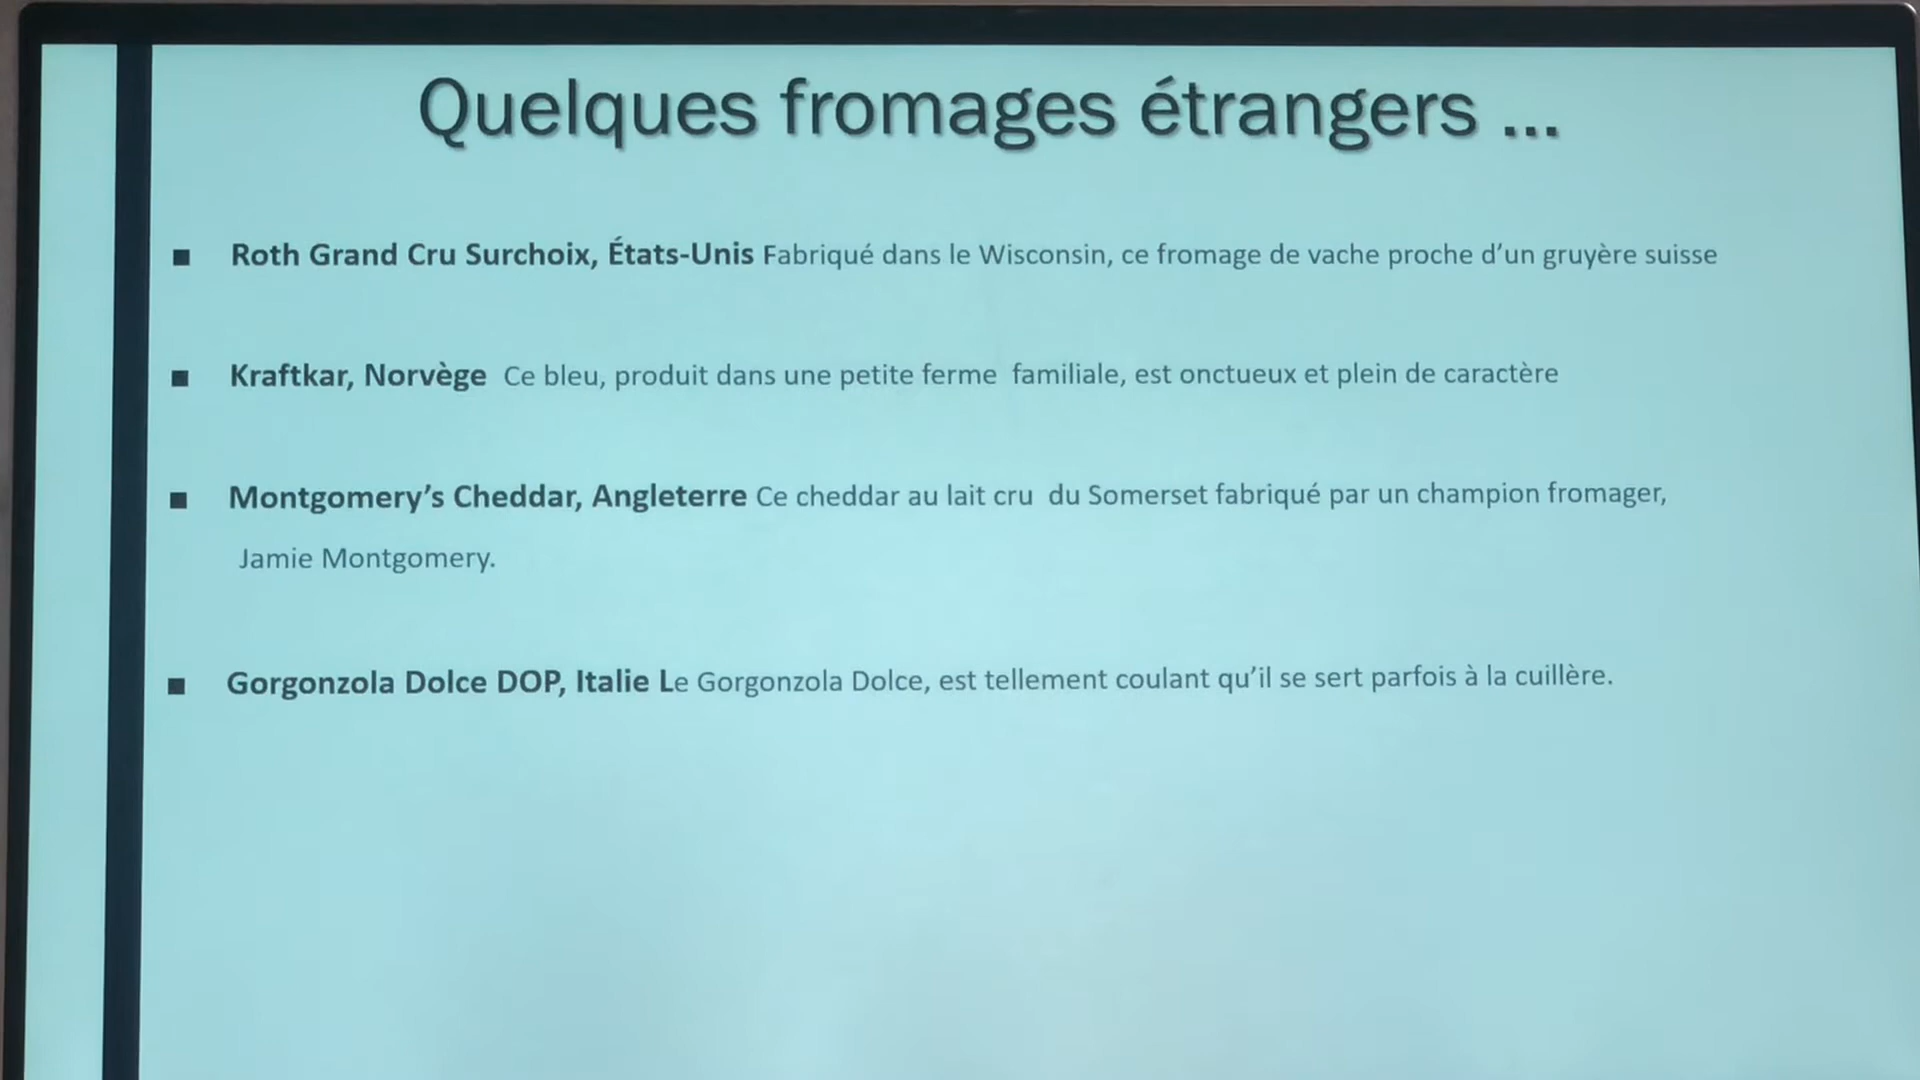 Quelques fromages étrangers ...
■ Roth Grand Cru Surchoix, États-Unis Fabriqué dans le Wisconsin, ce fromage de vache proche d’un gruyère suisse
■ Kraftkar, Norvège Ce bleu, produit dans une petite ferme familiale, est onctueux et plein de caractère
■ Montgomery’s Cheddar, Angleterre Ce cheddar au lait cru du Somerset fabriqué par un champion fromager,
Jamie Montgomery.
■ Gorgonzola Dolce DOP, Italie Le Gorgonzola Dolce, est tellement coulant qu’il se sert parfois à la cuillère.